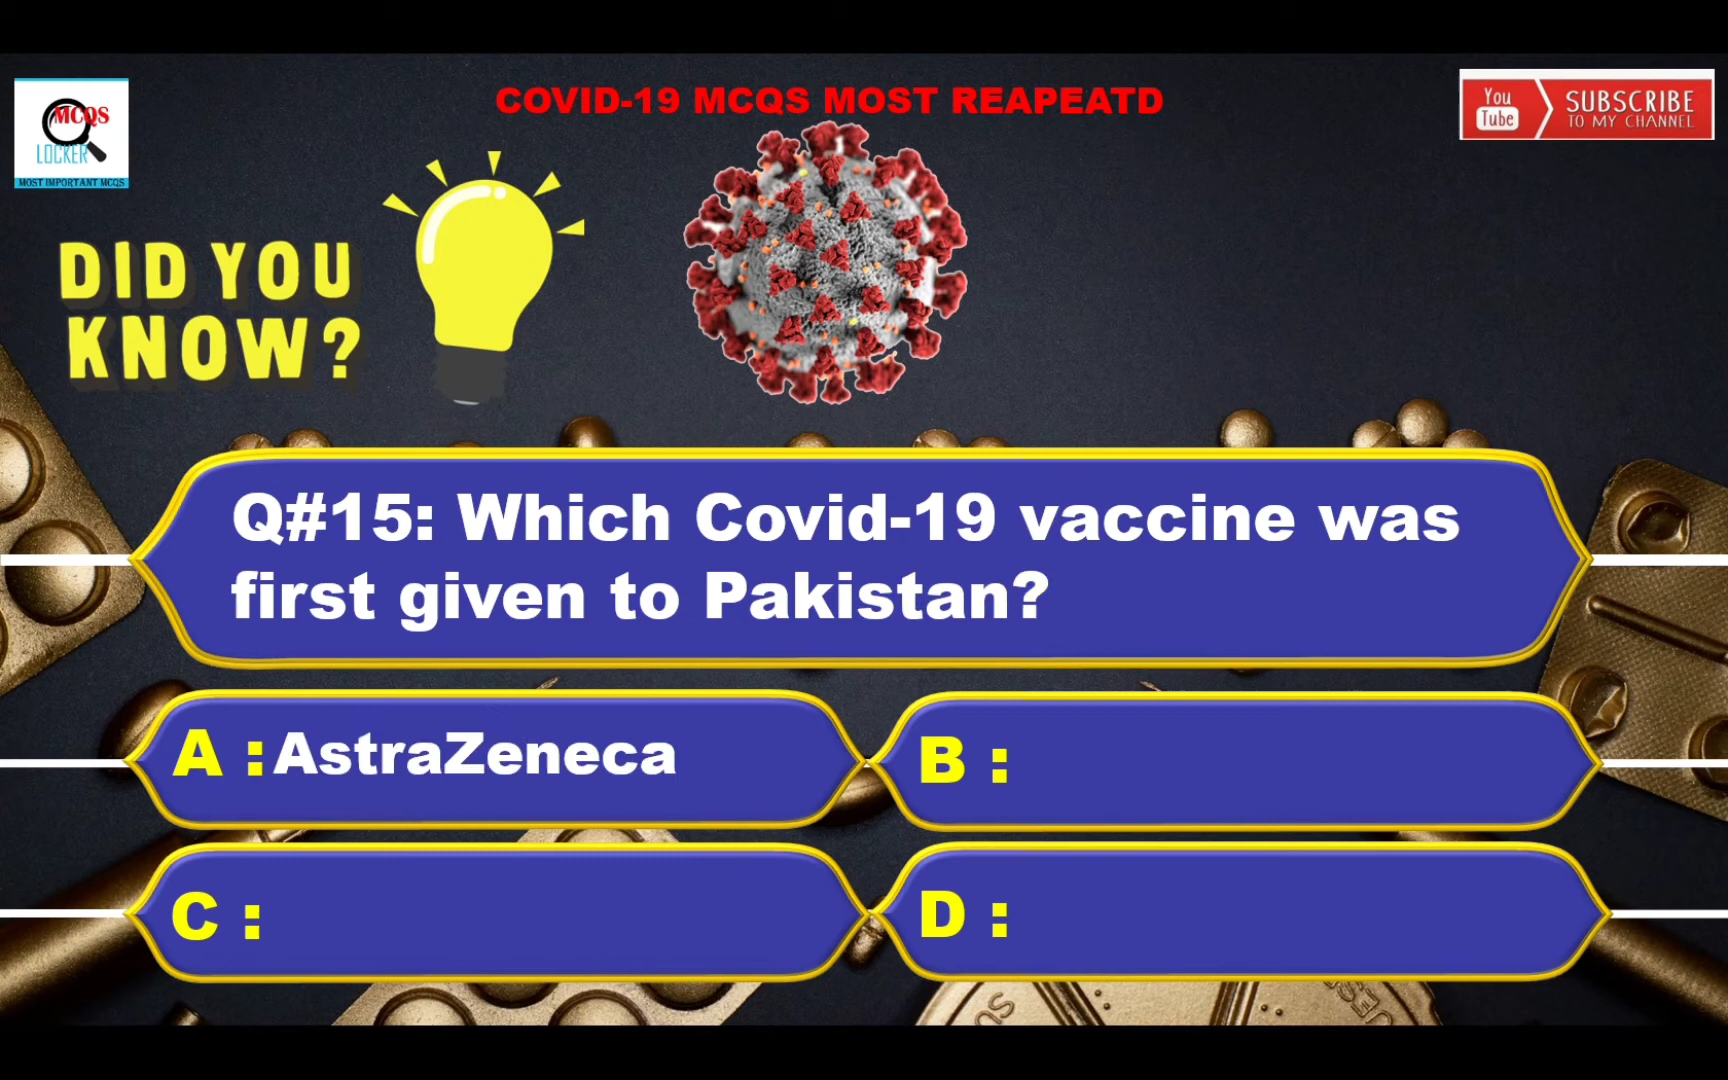 MCQS
LOCKER
MOST IMPORTANT MCQS
COVID-19 MCQS MOST REAPEATD
You
Tube
SUBSCRIBE
TO MY CHANNEL
DID YOU
KNOW?
Q#15: Which Covid-19 vaccine was
first given to Pakistan?
A : AstraZeneca
B :
C :
D :